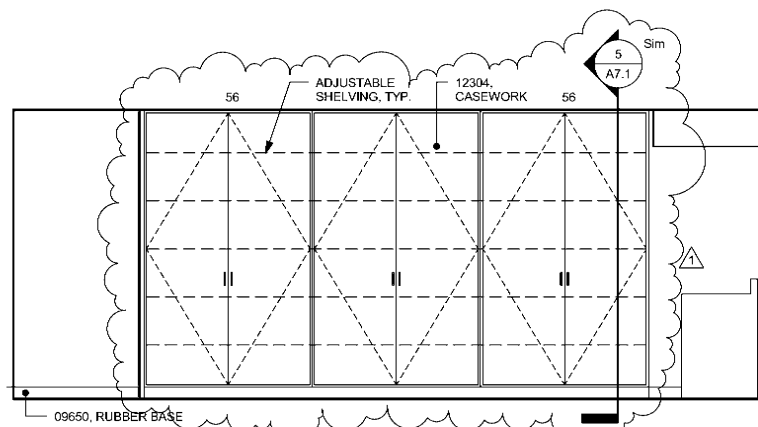 5
Sim
A7.1
ADJUSTABLE
SHELVING, TYP.
12304,
CASEWORK
56
56
1
09650, RUBBER BASE